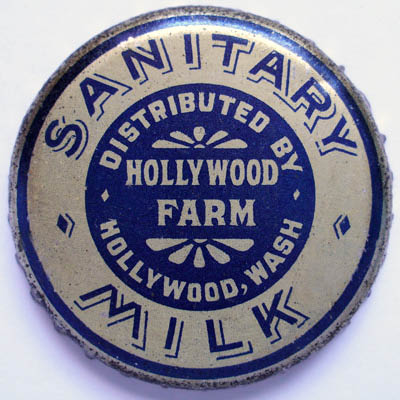 SANITARY
DISTRIBUTED BY
HOLLYWOOD
FARM
HOLLYWOOD, WASH
MILK